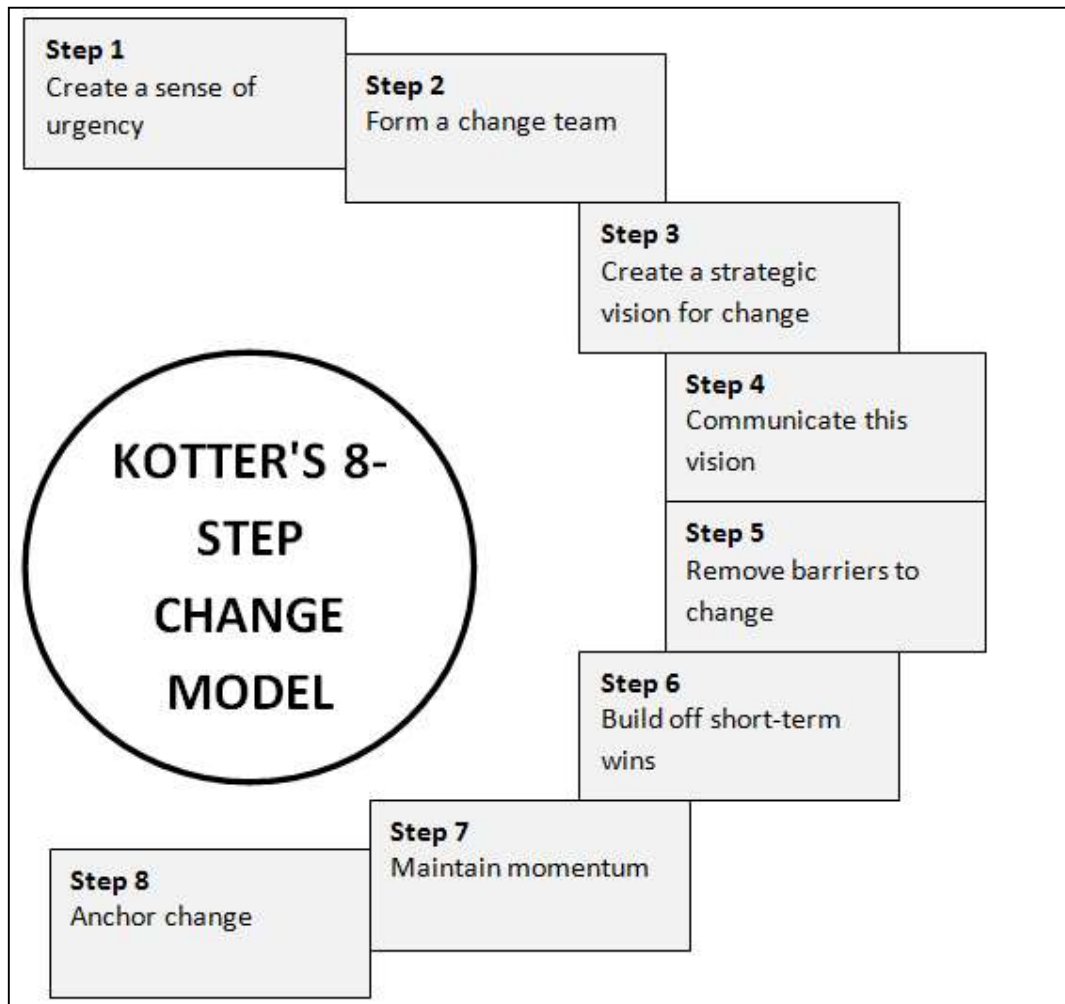 Step 1
Create a sense of
urgency
Step 2
Form a change team
Step 3
Create a strategic
vision for change
Step 4
Communicate this
vision
KOTTER'S 8-
STEP
CHANGE
MODEL
Step 5
Remove barriers to
change
Step 6
Build off short-term
wins
Step 7
Maintain momentum
Step 8
Anchor change